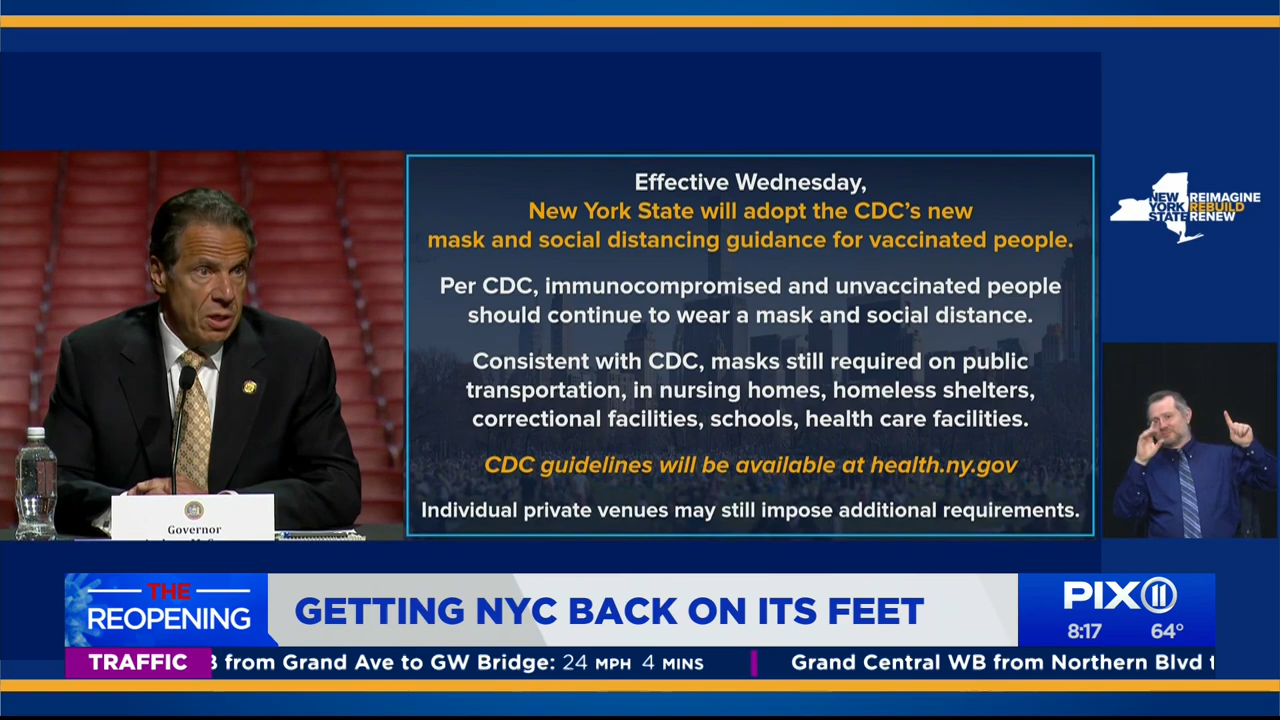 Effective Wednesday,
New York State will adopt the CDC's new
mask and social distancing guidance for vaccinated people.
Per CDC, immunocompromised and unvaccinated people
should continue to wear a mask and social distance.
Consistent with CDC, masks still required on public
transportation, in nursing homes, homeless shelters,
correctional facilities, schools, health care facilities.
CDC guidelines will be available at health.ny.gov
Individual private venues may still impose additional requirements.
NEW YORK STATE
REIMAGINE
REBUILD
RENEW
Governor
THE
REOPENING
GETTING NYC BACK ON ITS FEET
PIX 11
8:17 64°
TRAFFIC
from Grand Ave to GW Bridge: 24 MPH 4 MINS
Grand Central WB from Northern Blvd